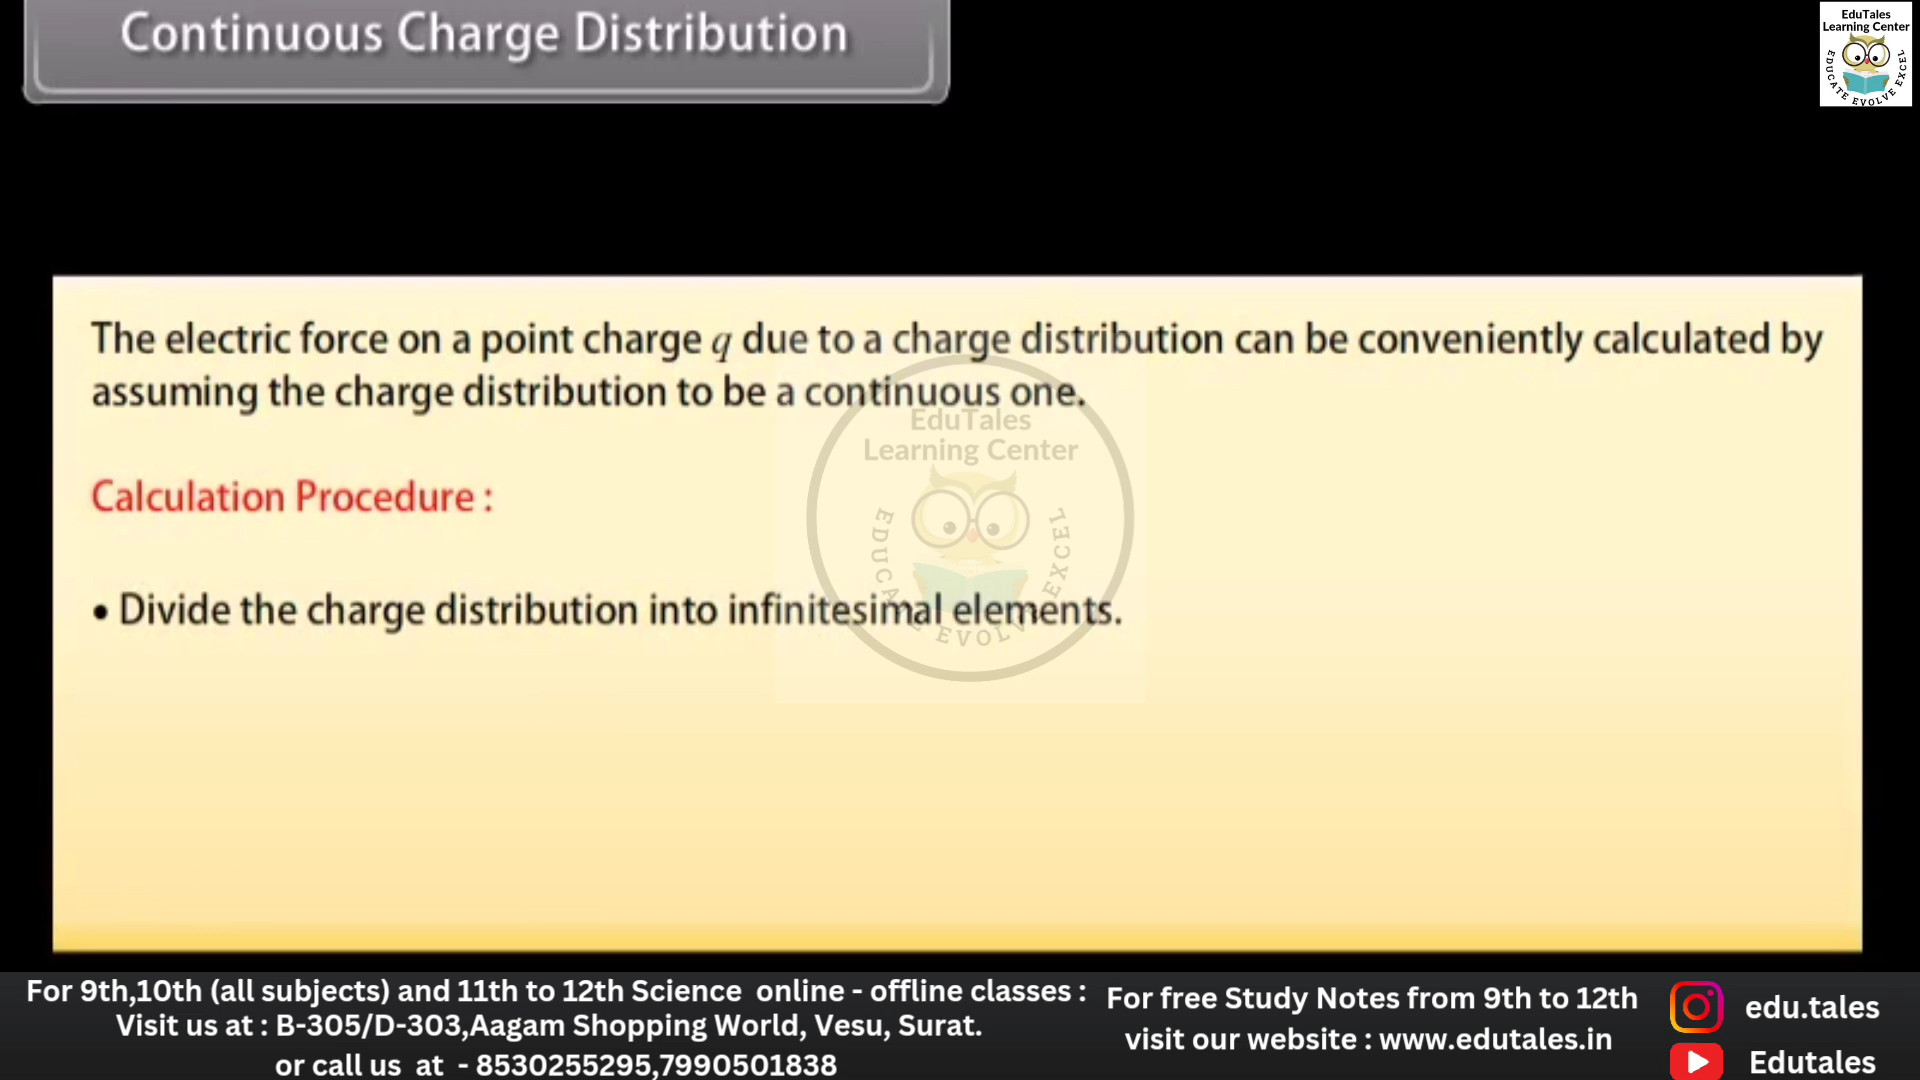 Continuous Charge Distribution
EduTales
Learning Center
EDUCATE EVOLVE EXCEL
The electric force on a point charge q due to a charge distribution can be conveniently calculated by
assuming the charge distribution to be a continuous one.
EduTales
Learning Center
EDUCATE EVOLVE EXCEL
Calculation Procedure :
• Divide the charge distribution into infinitesimal elements.
For 9th,10th (all subjects) and 11th to 12th Science online - offline classes :
Visit us at : B-305/D-303,Aagam Shopping World, Vesu, Surat.
or call us at - 8530255295,7990501838
For free Study Notes from 9th to 12th
visit our website : www.edutales.in
edu.tales
Edutales